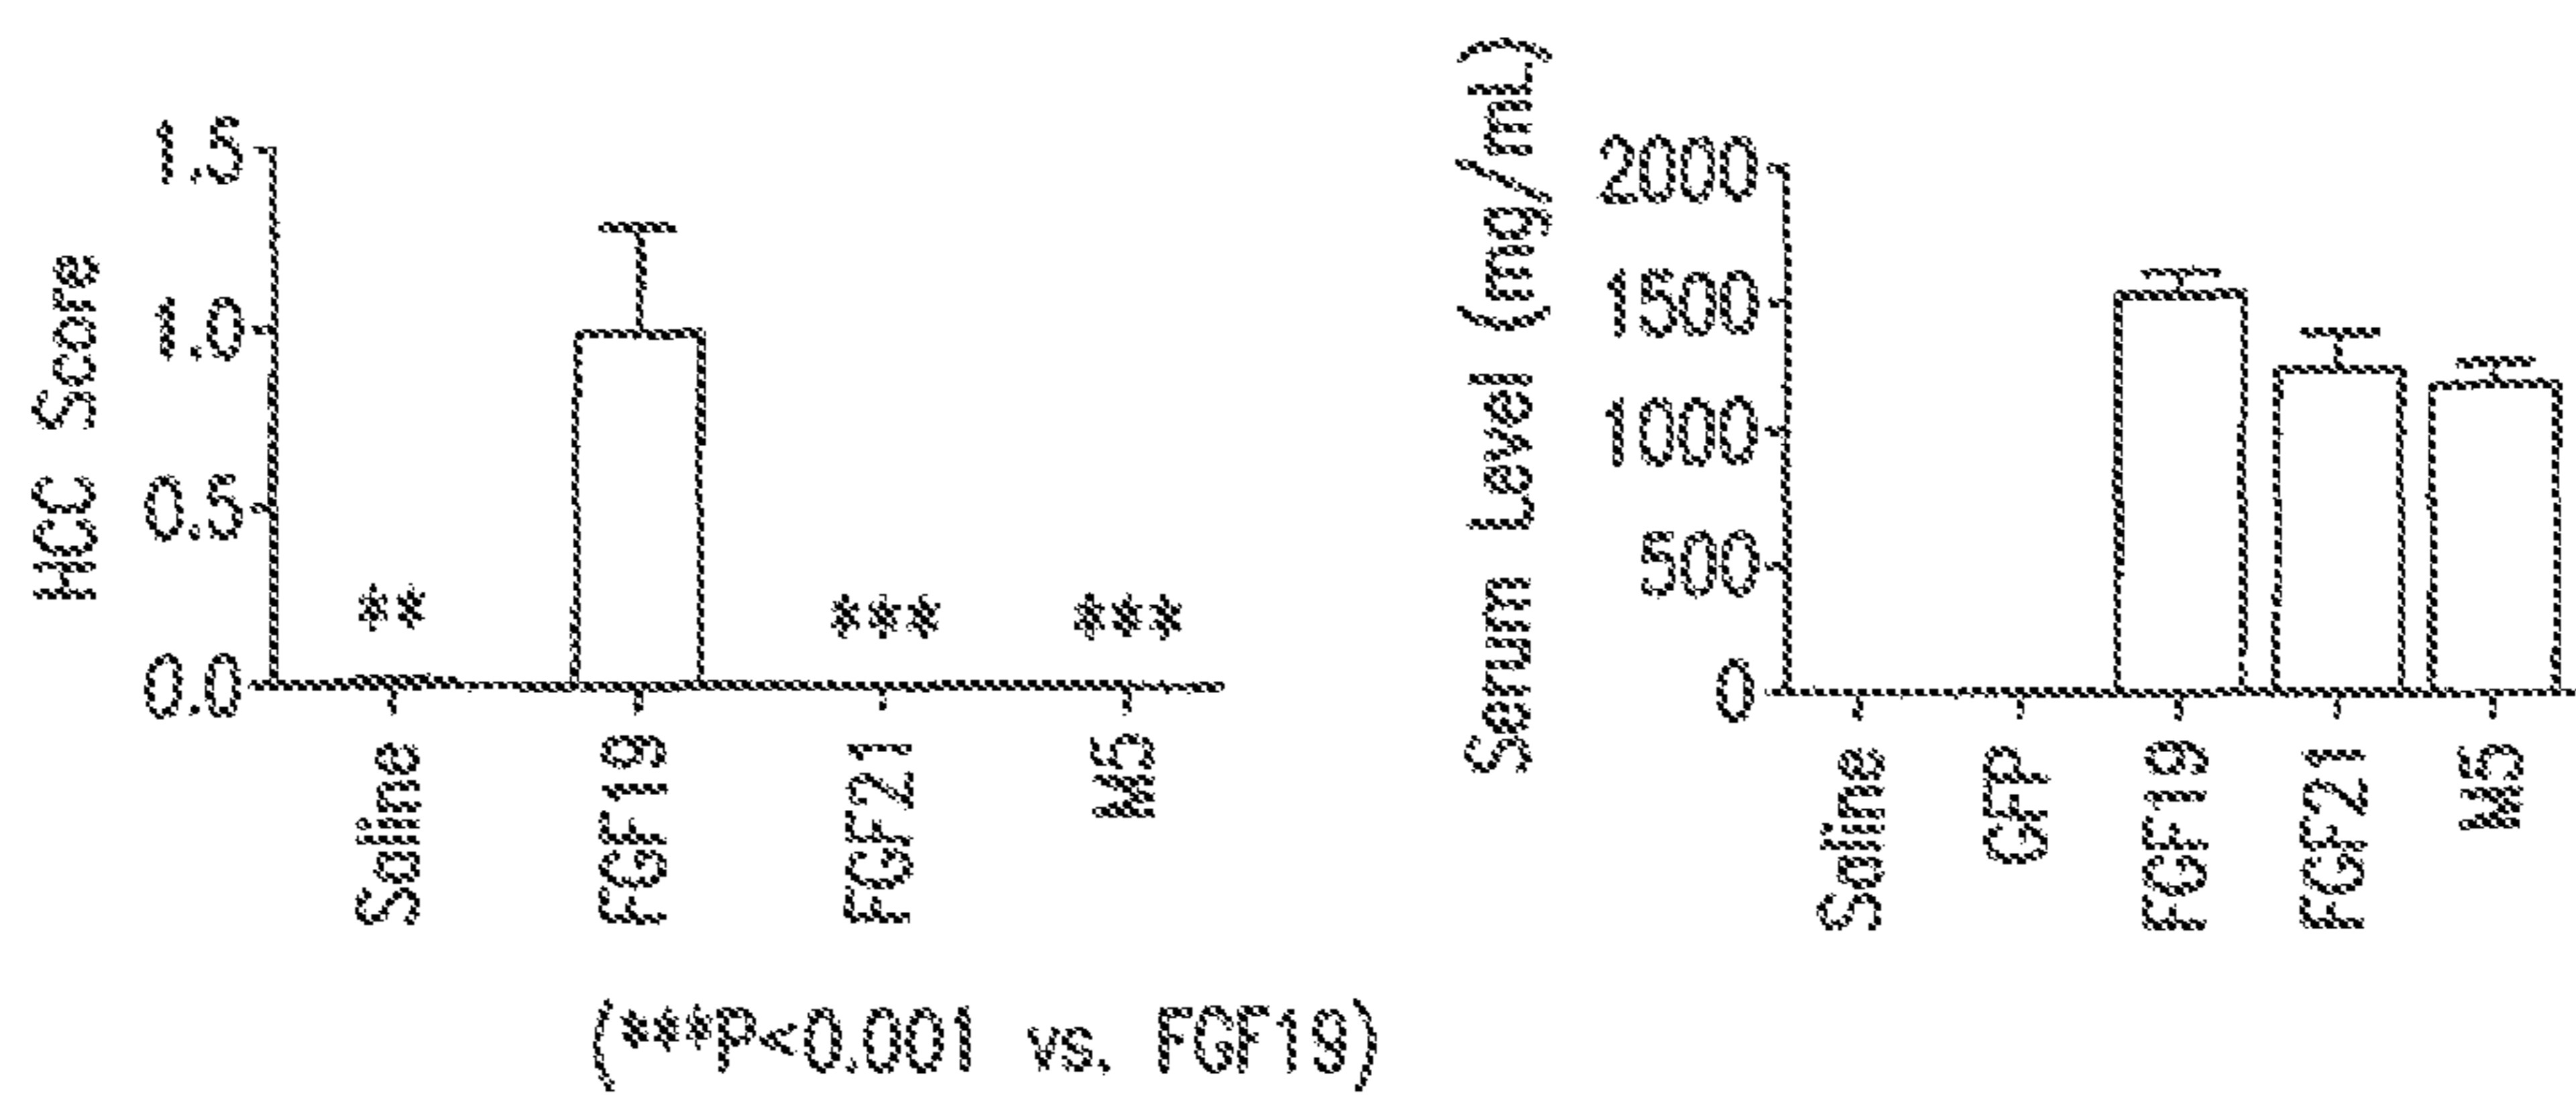 HCC Score
1.5
1.0
0.5
0.0
**
***
***
Saline
FGF19
FGF21
M5
Serum Level (mg/mL)
2000
1500
1000
500
0
Saline
GFP
FGF19
FGF21
M5
(***P<0.001 vs. FGF19)